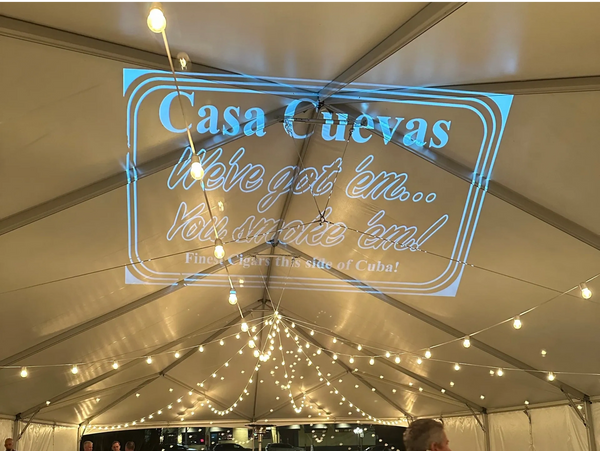 Casa Cuevas
We've got 'em...
You smoke 'em!
Finest Cigars this side of Cuba!